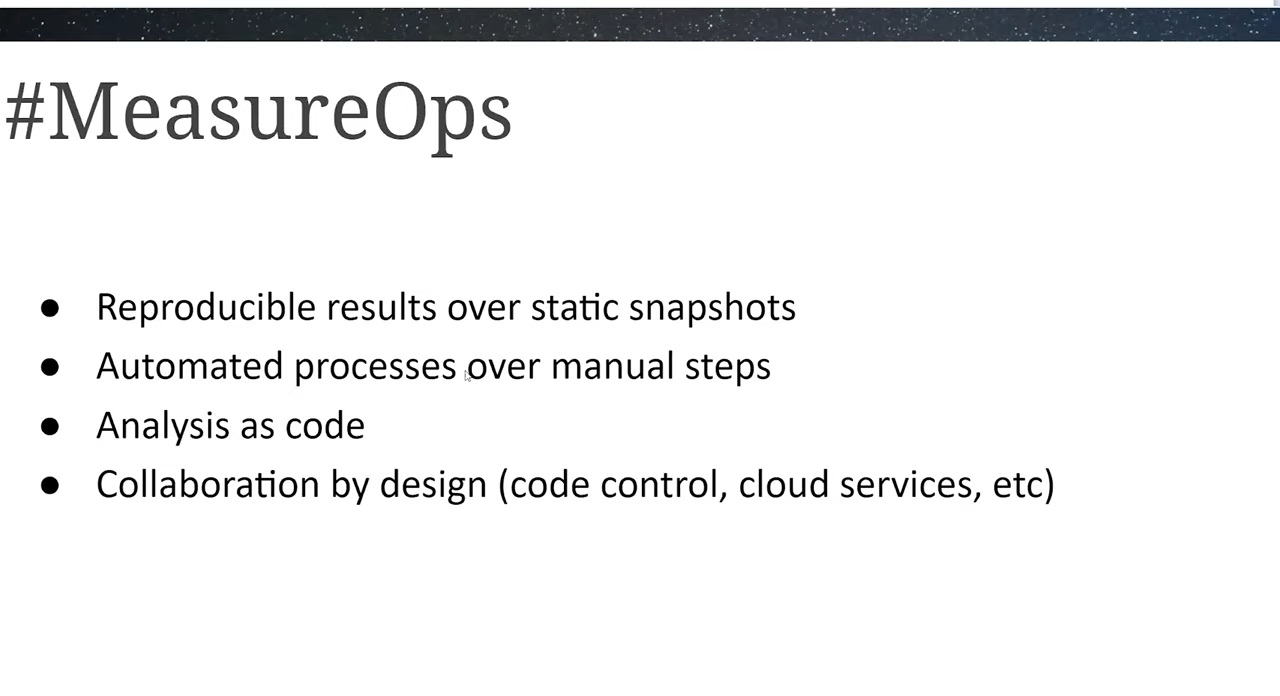 #MeasureOps
● Reproducible results over static snapshots
● Automated processes over manual steps
● Analysis as code
● Collaboration by design (code control, cloud services, etc)